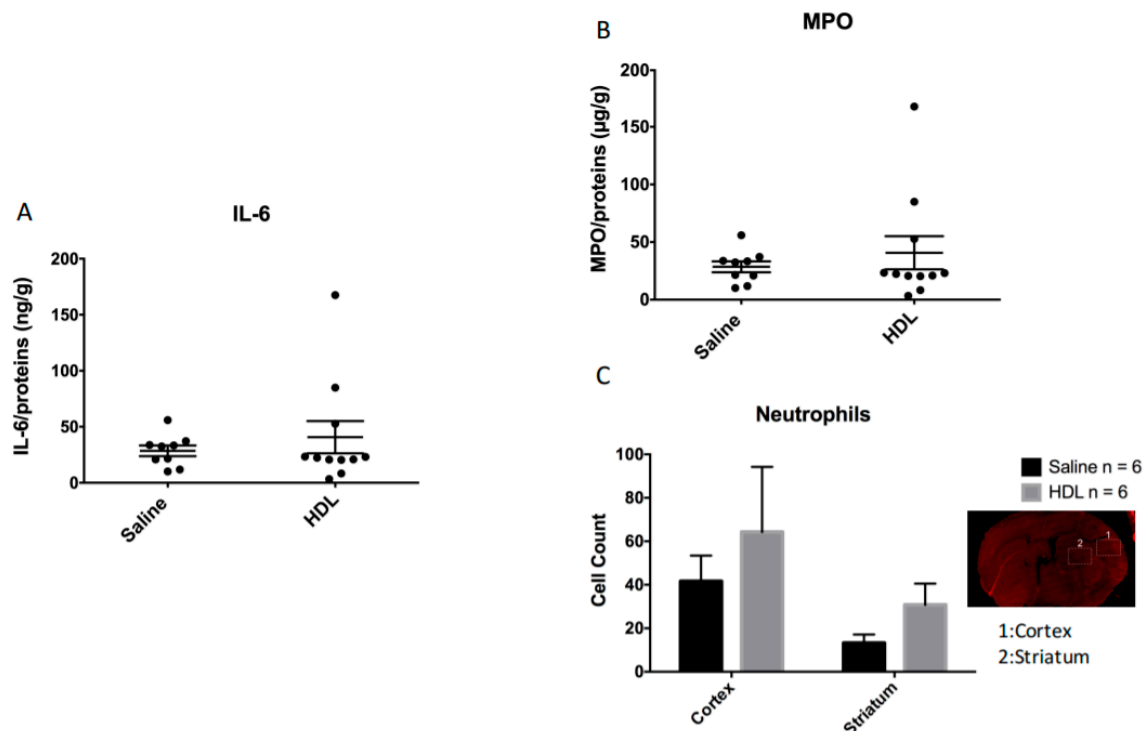 A
IL-6
IL-6/proteins (ng/g)
200
150
100
50
0
Saline
HDL
B
MPO
MPO/proteins (µg/g)
200
150
100
50
0
Saline
HDL
C
Neutrophils
Cell Count
100
80
60
40
20
0
Cortex
Striatum
Saline n = 6
HDL n = 6
1
2
1:Cortex
2:Striatum